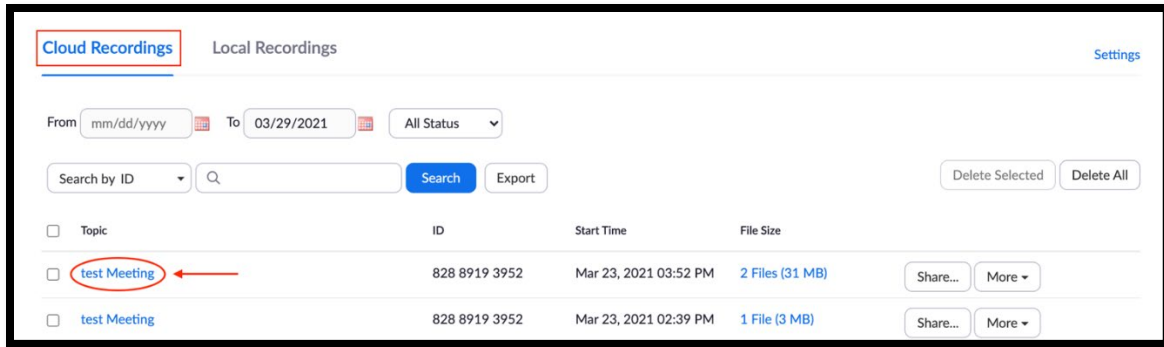 Cloud Recordings Local Recordings Settings
From mm/dd/yyyy To 03/29/2021 All Status
Search by ID Search Export Delete Selected Delete All
Topic ID Start Time File Size
test Meeting 828 8919 3952 Mar 23, 2021 03:52 PM 2 Files (31 MB) Share... More
test Meeting 828 8919 3952 Mar 23, 2021 02:39 PM 1 File (3 MB) Share... More